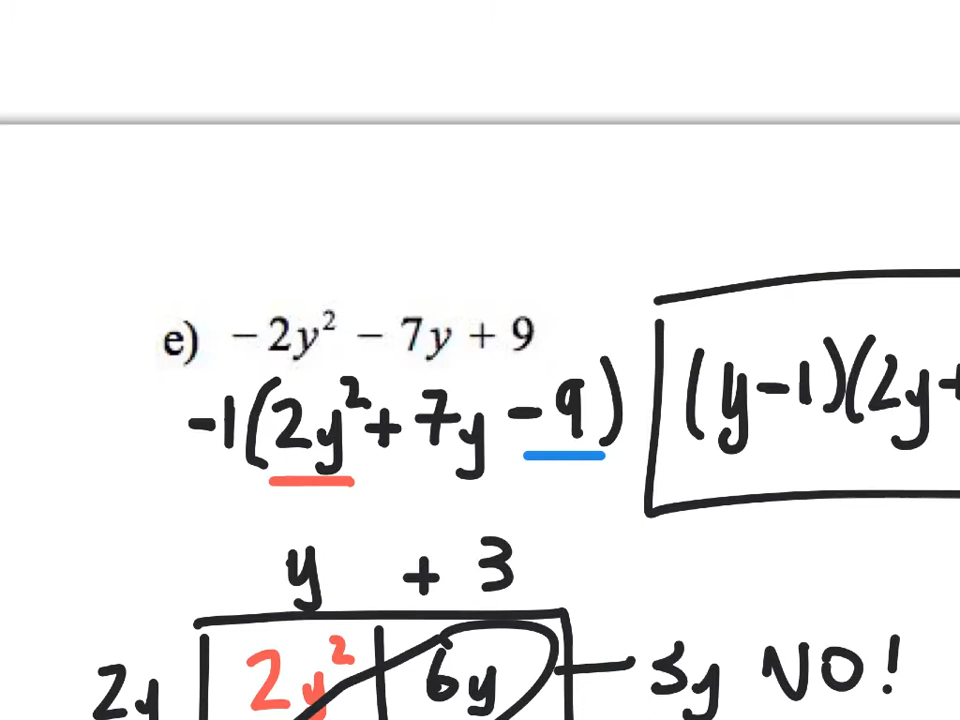 e) −2y² − 7y + 9
-1(2y²+7y-9)
(y-1)(2y+
y + 3
2y
2y²
6y
3y NO!